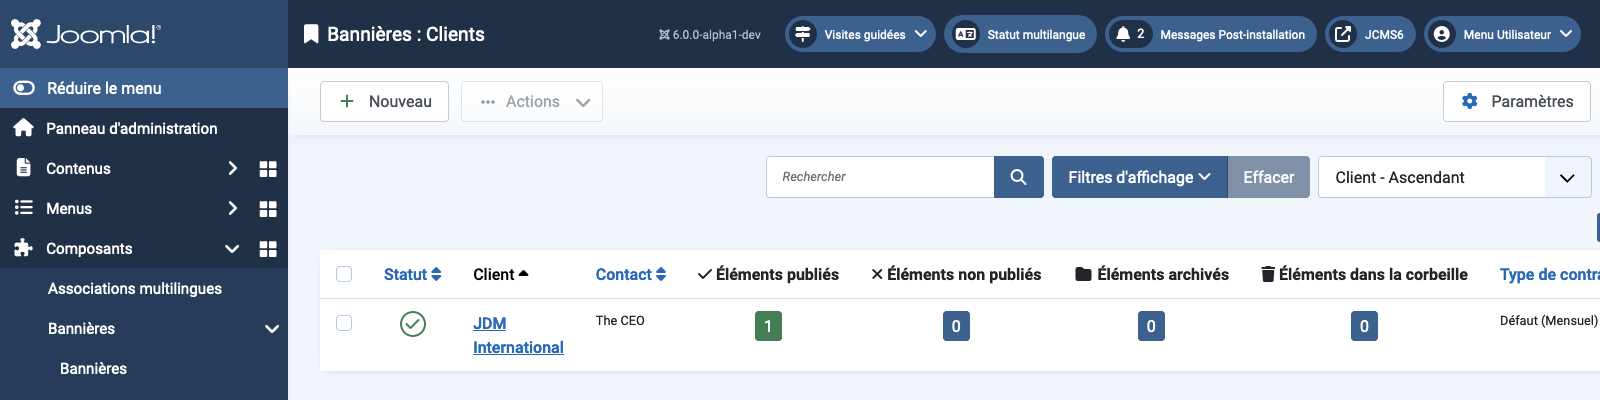 Joomla!®
Bannières : Clients
6.0.0-alpha1-dev
Visites guidées
Statut multilangue
2 Messages Post-installation
JCMS6
Menu Utilisateur
Réduire le menu
Panneau d'administration
Contenus
Menus
Composants
Associations multilingues
Bannières
Bannières
Nouveau
Actions
Paramètres
Rechercher
Filtres d'affichage
Effacer
Client - Ascendant
Statut Client Contact Éléments publiés Éléments non publiés Éléments archivés Éléments dans la corbeille Type de contra
JDM International The CEO 1 0 0 0 Défaut (Mensuel)